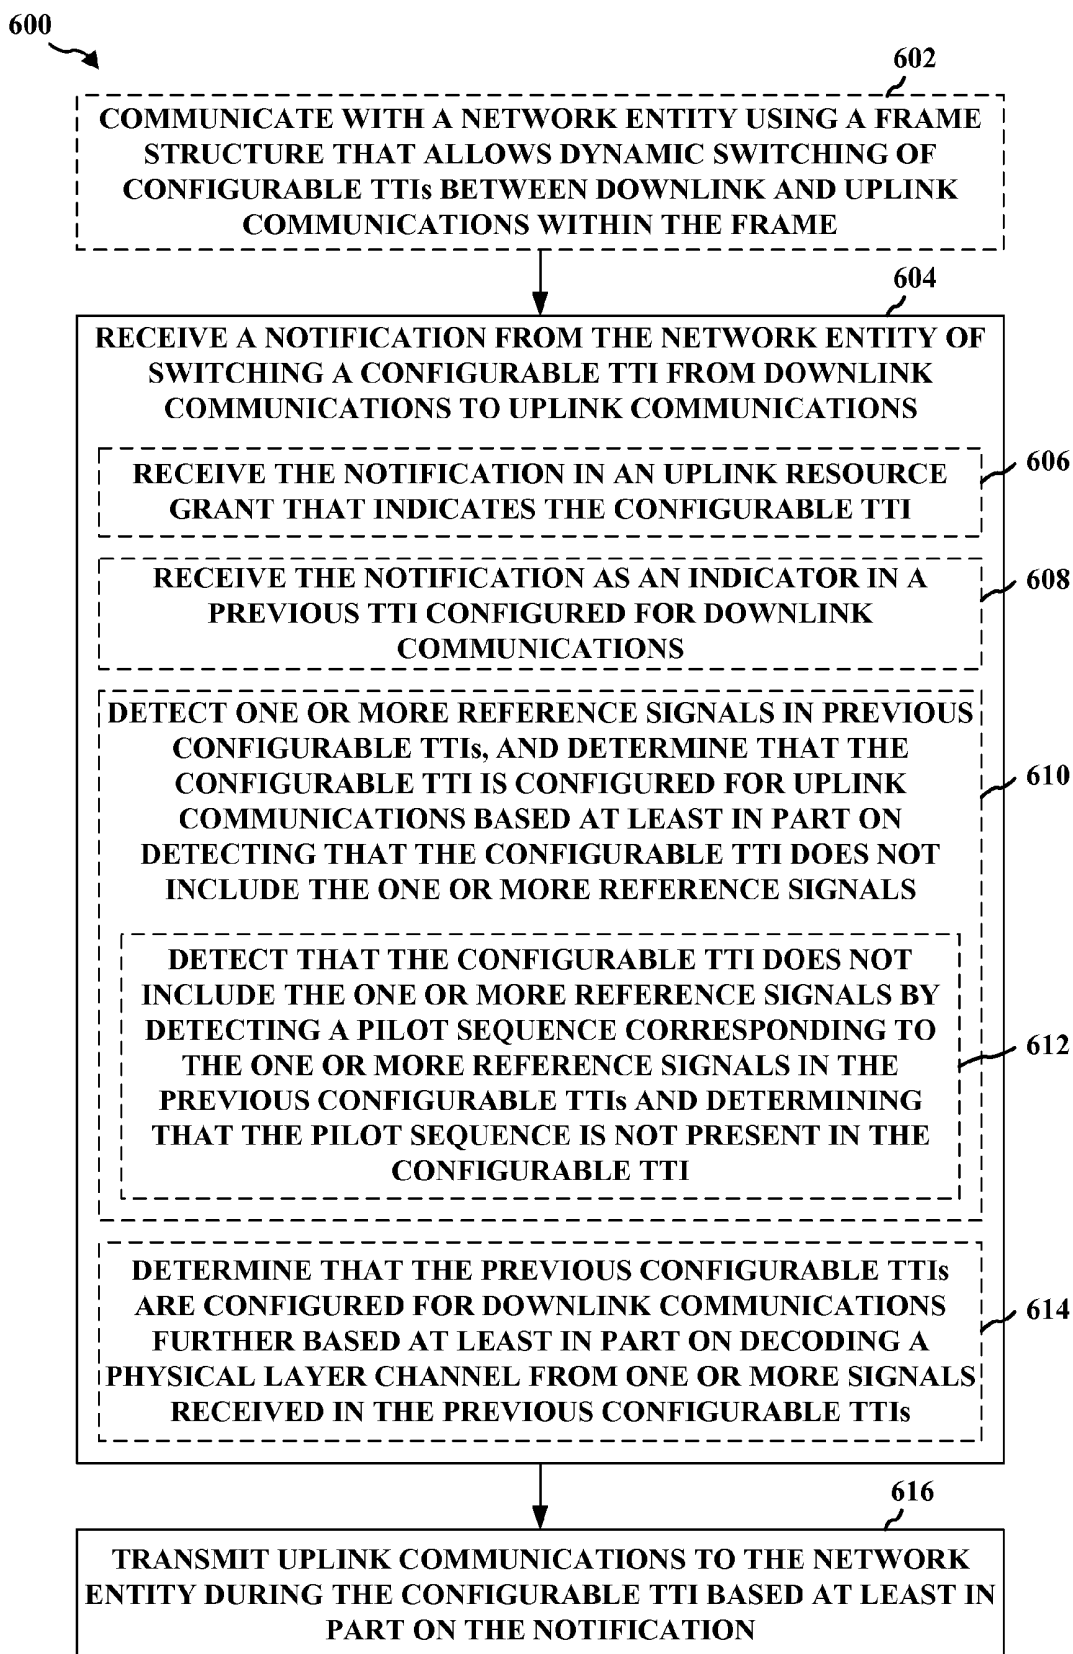 600
602
COMMUNICATE WITH A NETWORK ENTITY USING A FRAME
STRUCTURE THAT ALLOWS DYNAMIC SWITCHING OF
CONFIGURABLE TTIs BETWEEN DOWNLINK AND UPLINK
COMMUNICATIONS WITHIN THE FRAME
604
RECEIVE A NOTIFICATION FROM THE NETWORK ENTITY OF
SWITCHING A CONFIGURABLE TTI FROM DOWNLINK
COMMUNICATIONS TO UPLINK COMMUNICATIONS
606
RECEIVE THE NOTIFICATION IN AN UPLINK RESOURCE
GRANT THAT INDICATES THE CONFIGURABLE TTI
608
RECEIVE THE NOTIFICATION AS AN INDICATOR IN A
PREVIOUS TTI CONFIGURED FOR DOWNLINK
COMMUNICATIONS
610
DETECT ONE OR MORE REFERENCE SIGNALS IN PREVIOUS
CONFIGURABLE TTIs, AND DETERMINE THAT THE
CONFIGURABLE TTI IS CONFIGURED FOR UPLINK
COMMUNICATIONS BASED AT LEAST IN PART ON
DETECTING THAT THE CONFIGURABLE TTI DOES NOT
INCLUDE THE ONE OR MORE REFERENCE SIGNALS
612
DETECT THAT THE CONFIGURABLE TTI DOES NOT
INCLUDE THE ONE OR MORE REFERENCE SIGNALS BY
DETECTING A PILOT SEQUENCE CORRESPONDING TO
THE ONE OR MORE REFERENCE SIGNALS IN THE
PREVIOUS CONFIGURABLE TTIs AND DETERMINING
THAT THE PILOT SEQUENCE IS NOT PRESENT IN THE
CONFIGURABLE TTI
614
DETERMINE THAT THE PREVIOUS CONFIGURABLE TTIs
ARE CONFIGURED FOR DOWNLINK COMMUNICATIONS
FURTHER BASED AT LEAST IN PART ON DECODING A
PHYSICAL LAYER CHANNEL FROM ONE OR MORE SIGNALS
RECEIVED IN THE PREVIOUS CONFIGURABLE TTIs
616
TRANSMIT UPLINK COMMUNICATIONS TO THE NETWORK
ENTITY DURING THE CONFIGURABLE TTI BASED AT LEAST IN
PART ON THE NOTIFICATION